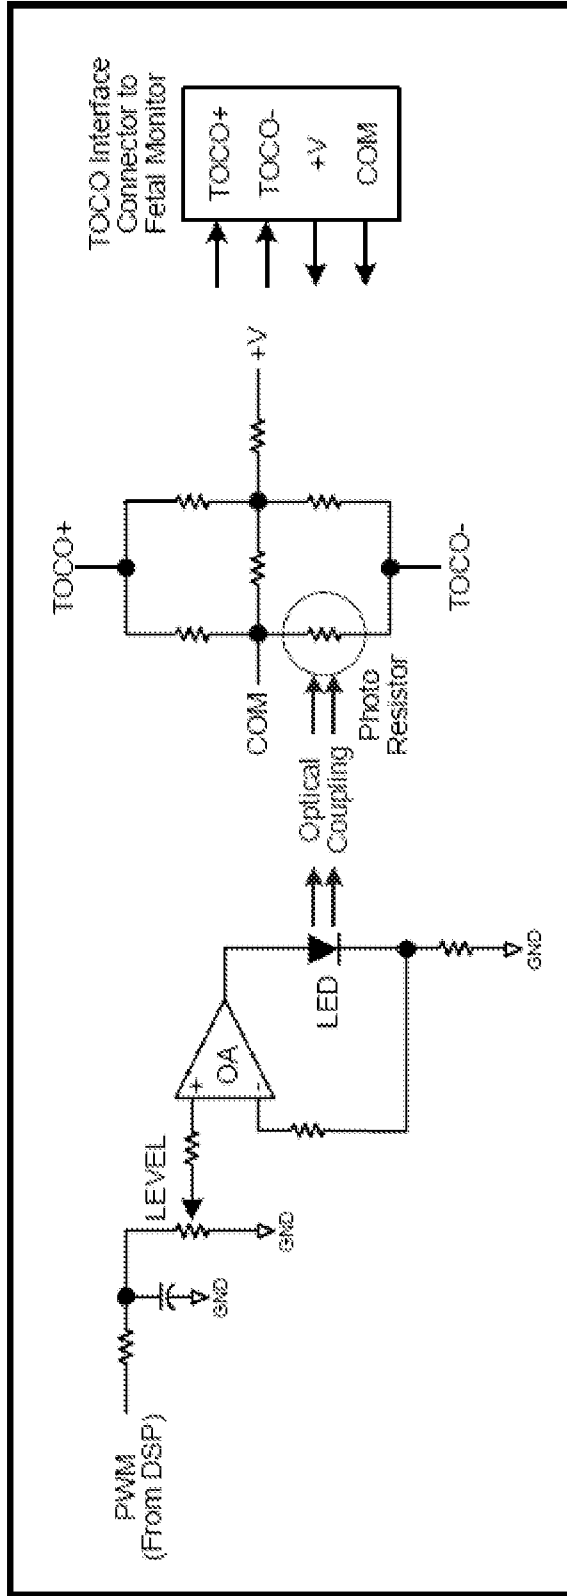 PWM
(From DSP)
GND
LEVEL
GND
+
-
OA
LED
GND
Optical
Coupling
Photo
Resistor
COM
TOCO+
TOCO-
+V
TOCO Interface
Connector to
Fetal Monitor
TOCO+
TOCO-
+V
COM